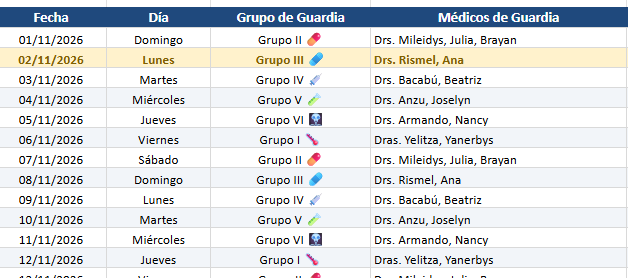 Fecha Día Grupo de Guardia Médicos de Guardia
01/11/2026 Domingo Grupo II Drs. Mileidys, Julia, Brayan
02/11/2026 Lunes Grupo III Drs. Rismel, Ana
03/11/2026 Martes Grupo IV Drs. Bacabú, Beatriz
04/11/2026 Miércoles Grupo V Drs. Anzu, Joselyn
05/11/2026 Jueves Grupo VI Drs. Armando, Nancy
06/11/2026 Viernes Grupo I Dras. Yelitza, Yanerbys
07/11/2026 Sábado Grupo II Drs. Mileidys, Julia, Brayan
08/11/2026 Domingo Grupo III Drs. Rismel, Ana
09/11/2026 Lunes Grupo IV Drs. Bacabú, Beatriz
10/11/2026 Martes Grupo V Drs. Anzu, Joselyn
11/11/2026 Miércoles Grupo VI Drs. Armando, Nancy
12/11/2026 Jueves Grupo I Dras. Yelitza, Yanerbys